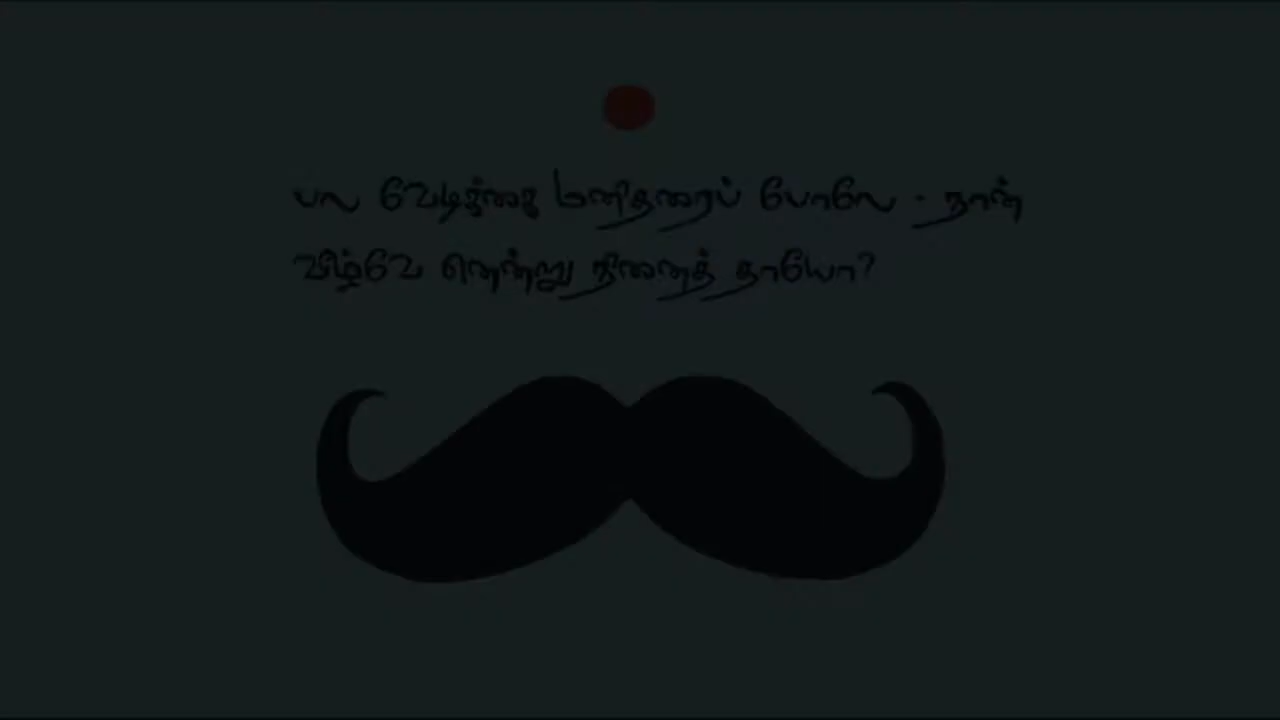 பல வேடிக்கை மனிதரைப் போலே - நான்
வீழ்வே னென்று நினைத் தாயோ?